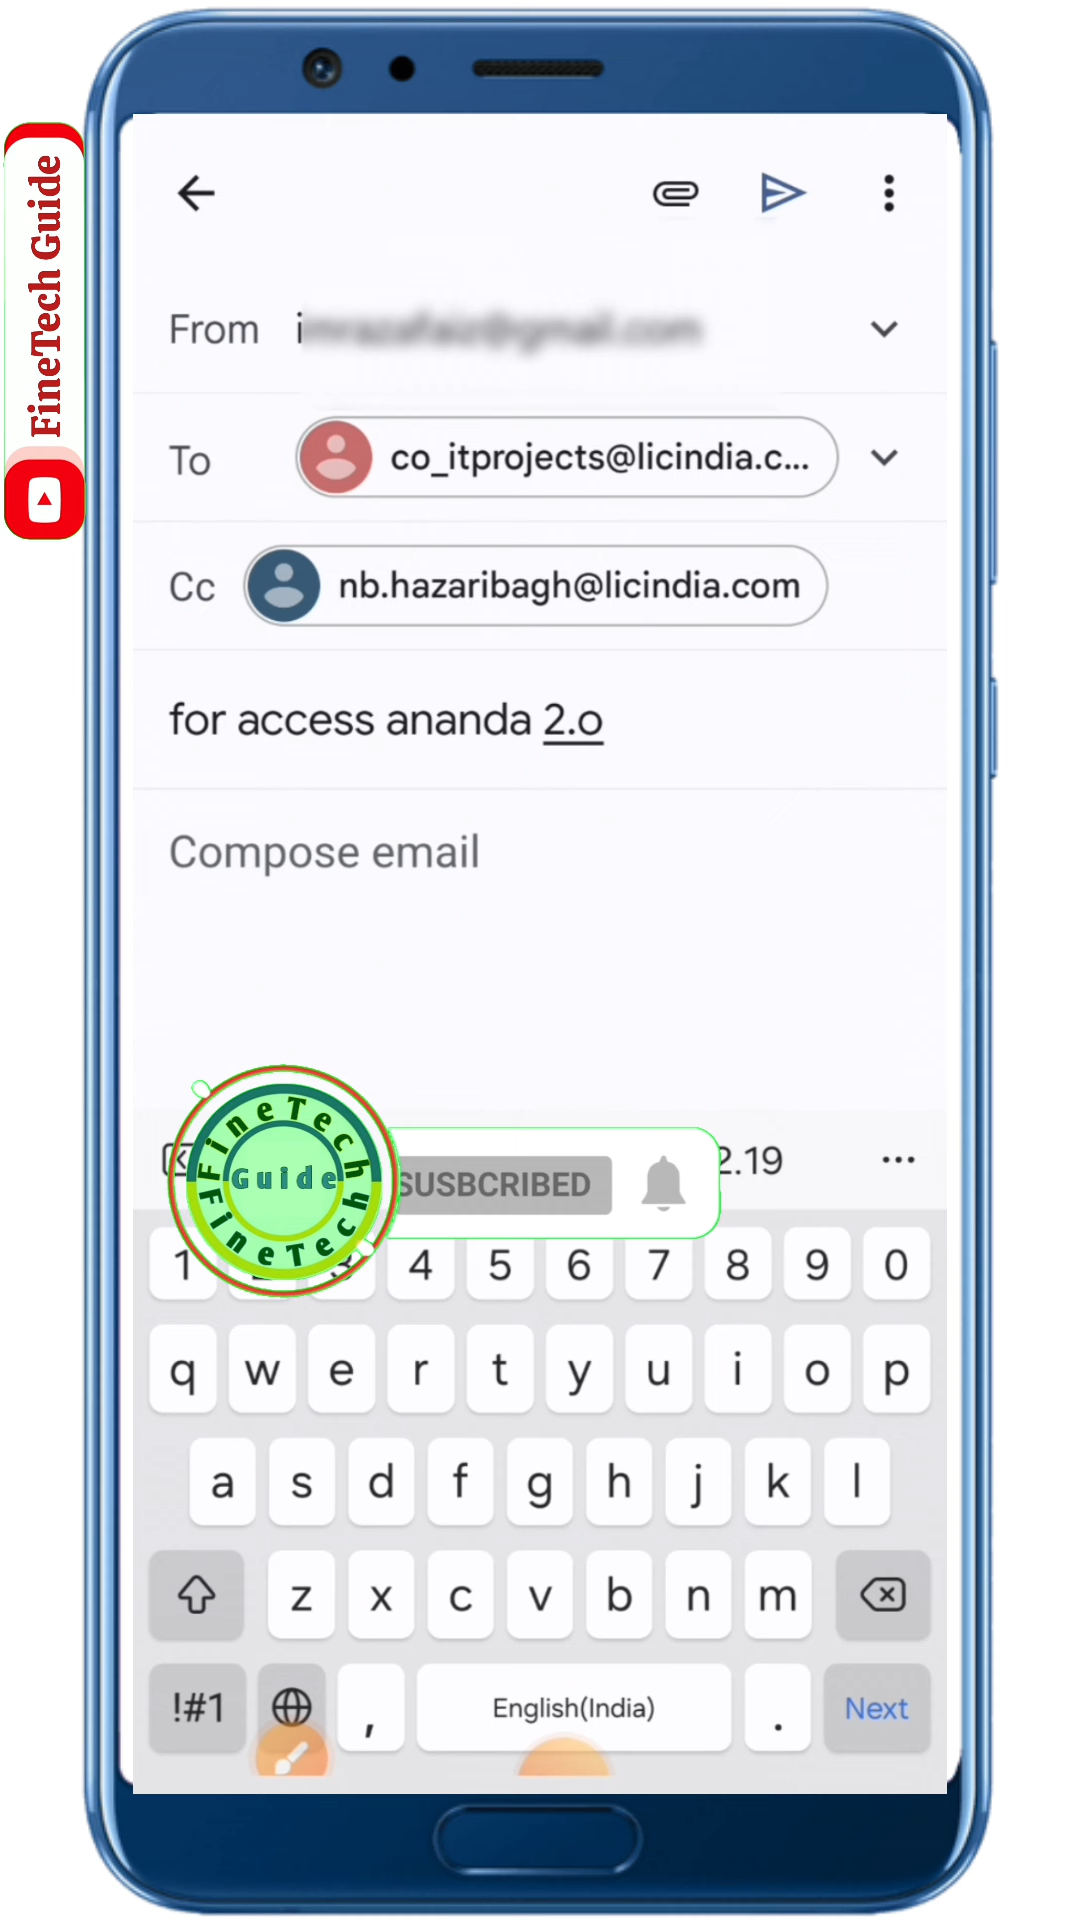 FineTech Guide
From
To co_itprojects@licindia.c...
Cc nb.hazaribagh@licindia.com
for access ananda 2.o
Compose email
FineTech
Guide
FineTech
SUSBCRIBED
2.19
1 3 4 5 6 7 8 9 0
q w e r t y u i o p
a s d f g h j k l
z x c v b n m
!#1 , English(India) . Next